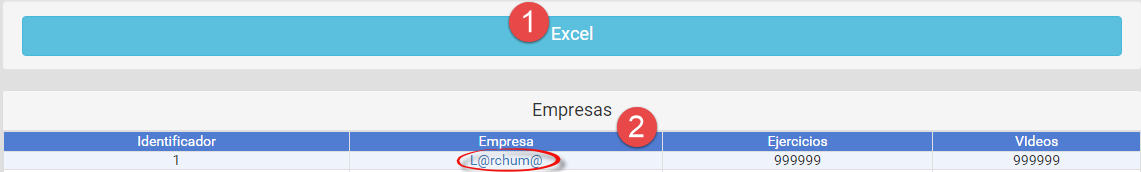 1
Excel
Empresas
2
Identificador Empresa Ejercicios VIdeos
1 L@rchum@ 999999 999999